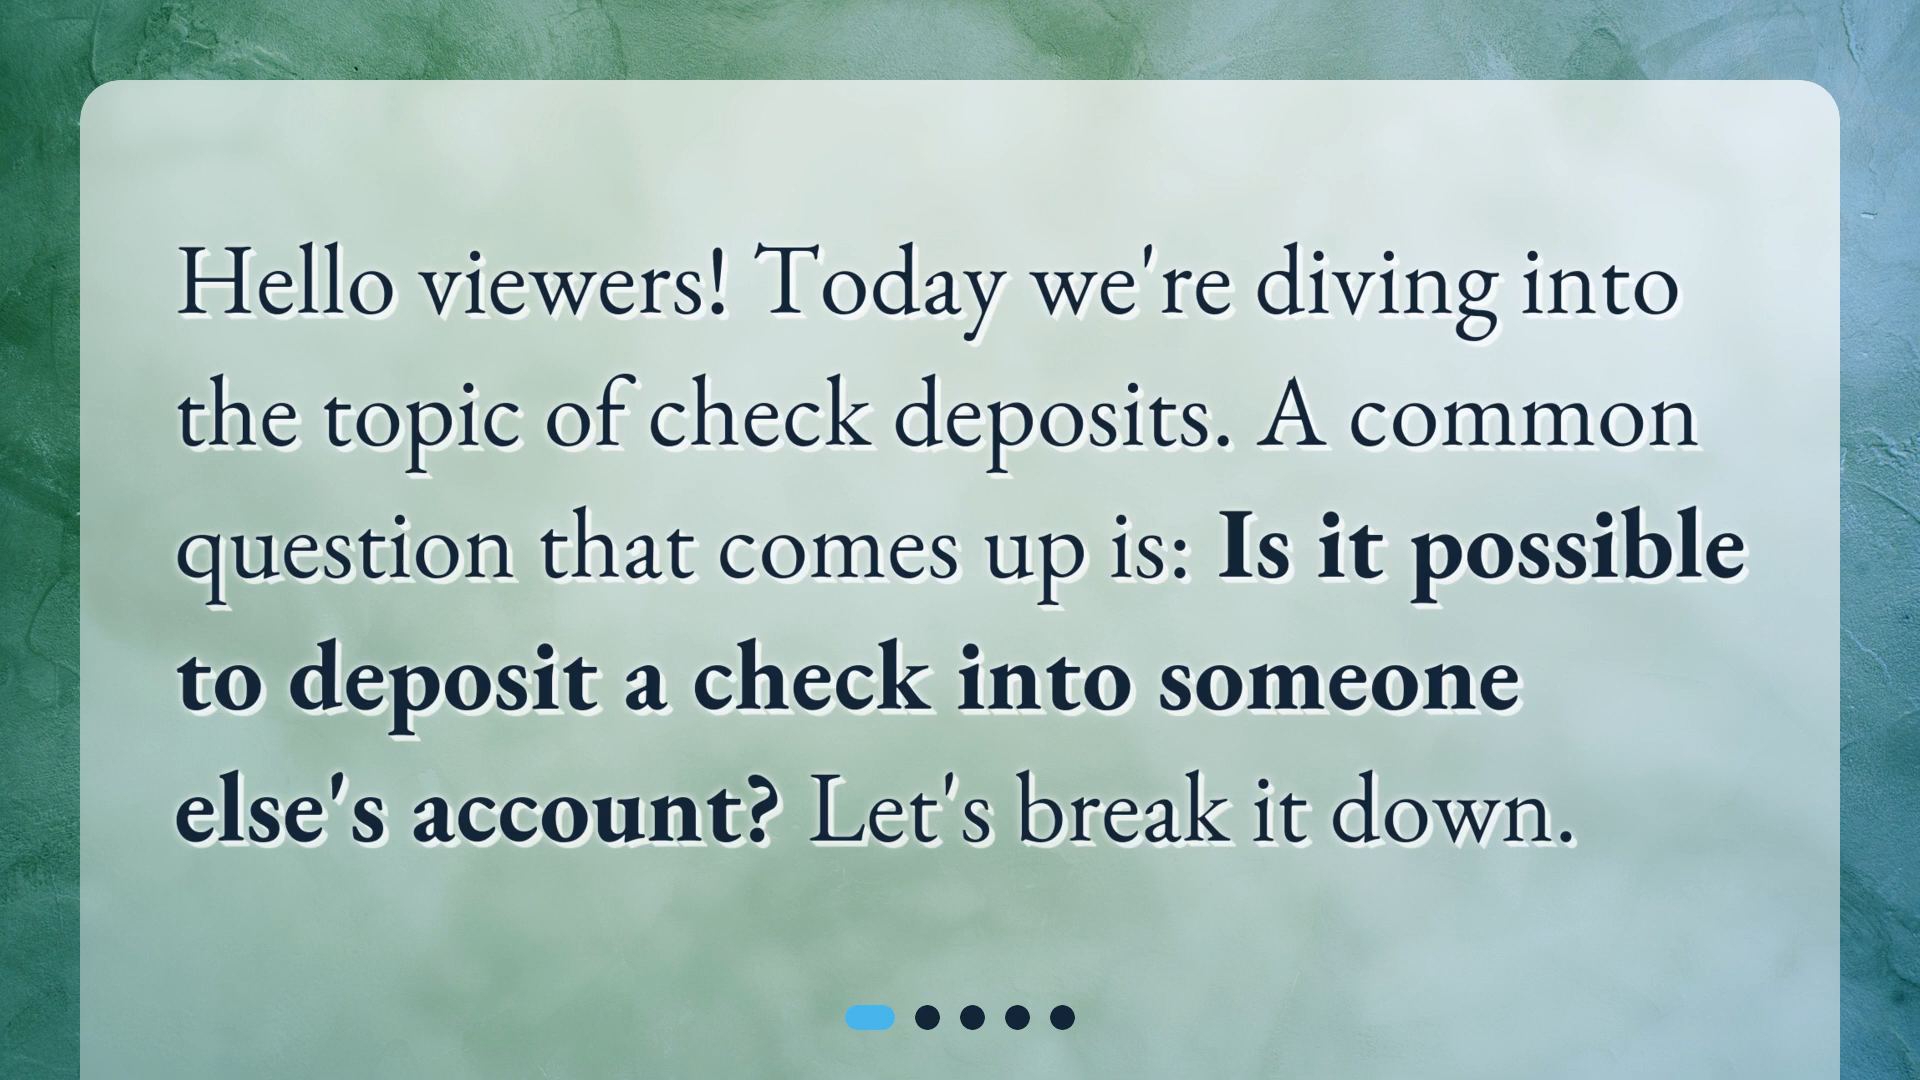 Hello viewers! Today we're diving into
the topic of check deposits. A common
question that comes up is: Is it possible
to deposit a check into someone
else's account? Let's break it down.